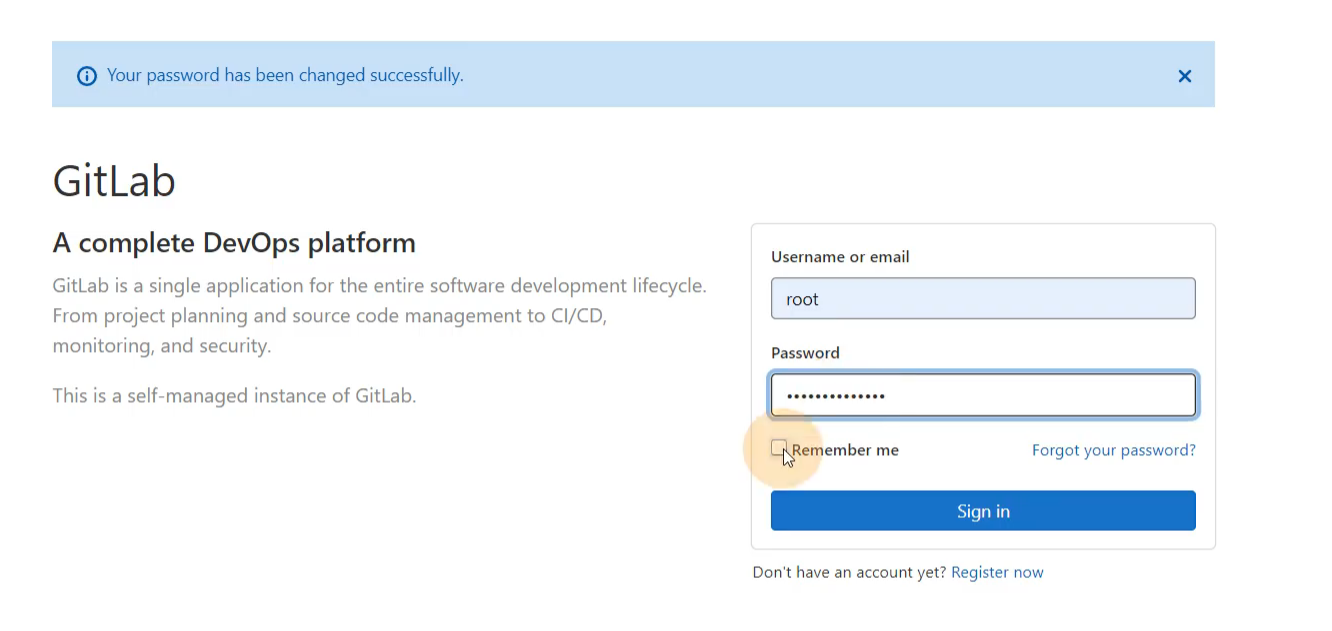 Your password has been changed successfully.
GitLab
A complete DevOps platform
GitLab is a single application for the entire software development lifecycle.
From project planning and source code management to CI/CD,
monitoring, and security.
This is a self-managed instance of GitLab.
Username or email
root
Password
••••••••••••••
Remember me
Forgot your password?
Sign in
Don't have an account yet? Register now